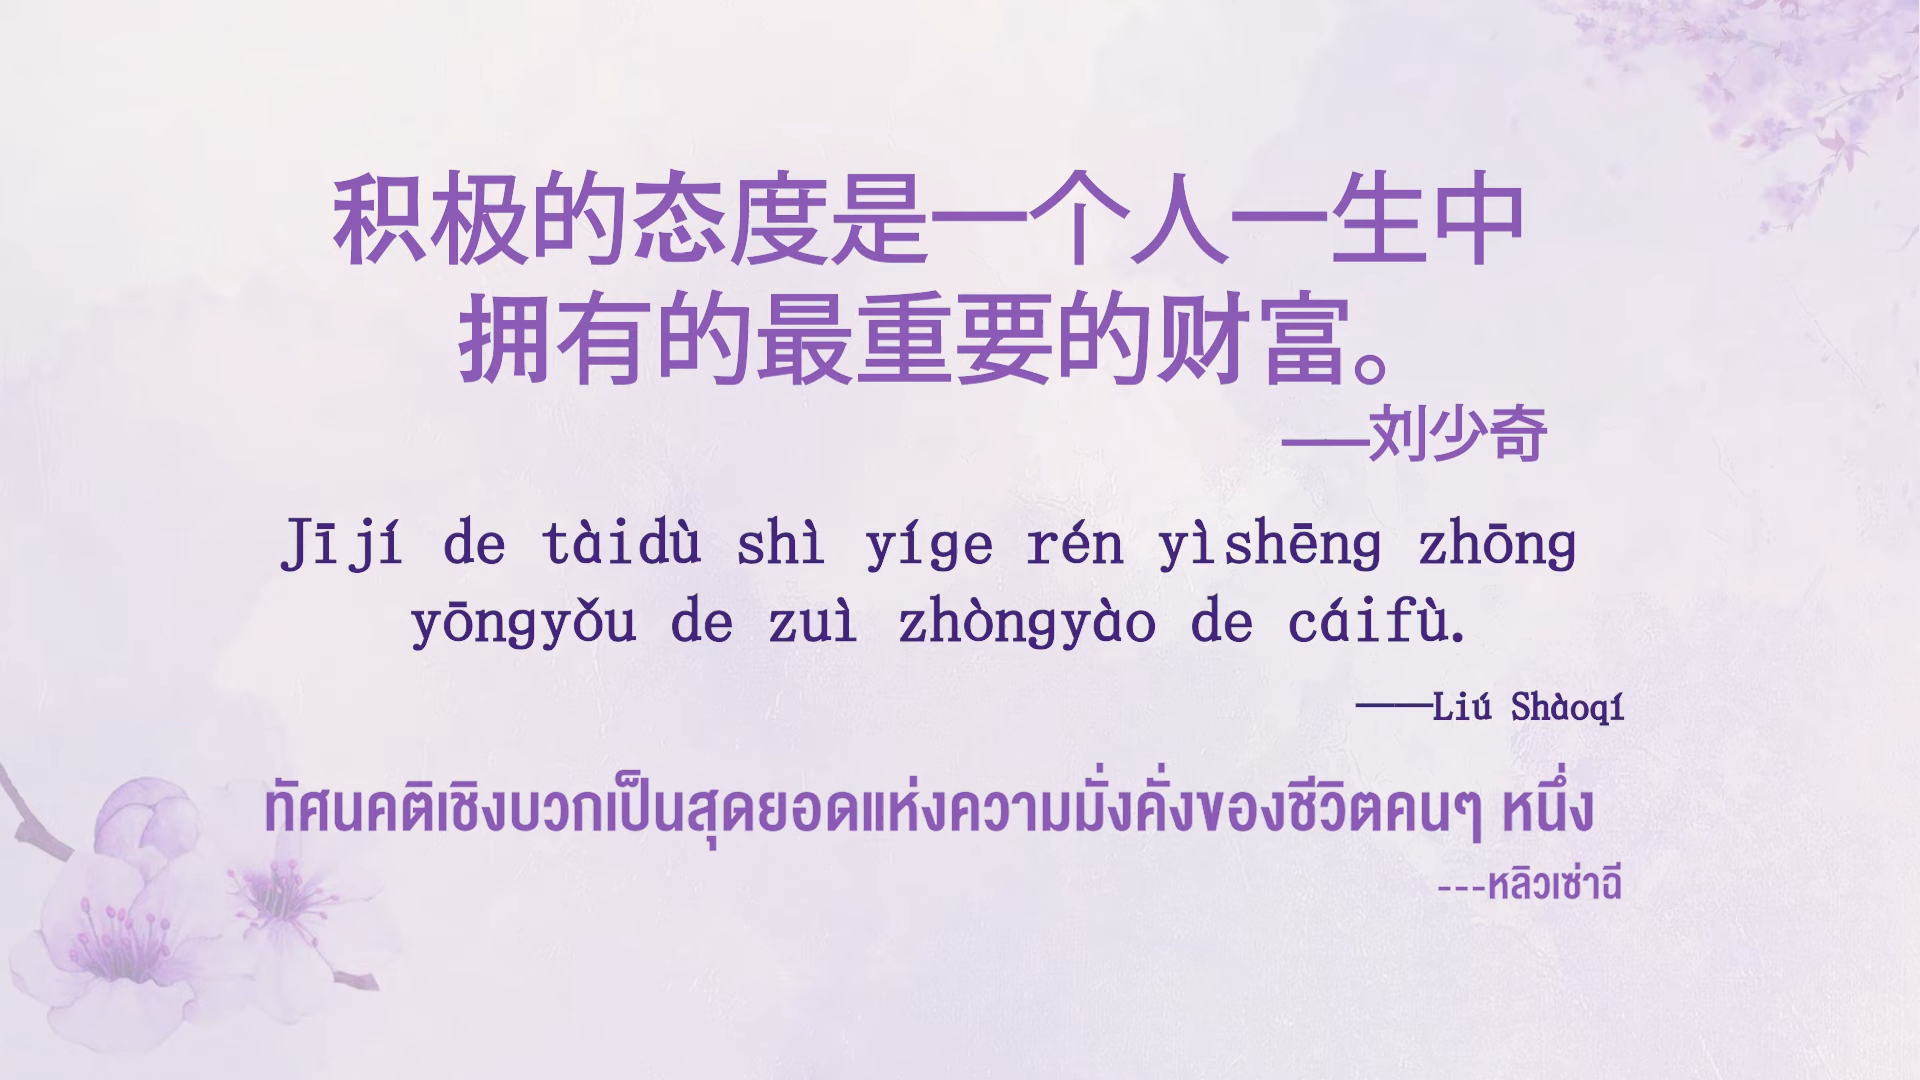 积极的态度是一个人一生中
拥有的最重要的财富。
——刘少奇
Jījí de tàidù shì yíge rén yìshēng zhōng
yōngyǒu de zuì zhòngyào de cáifù.
——Liú Shàoqí
ทัศนคติเชิงบวกเป็นสุดยอดแห่งความมั่งคั่งของชีวิตคนๆ หนึ่ง
---หลิวเซ่าฉี